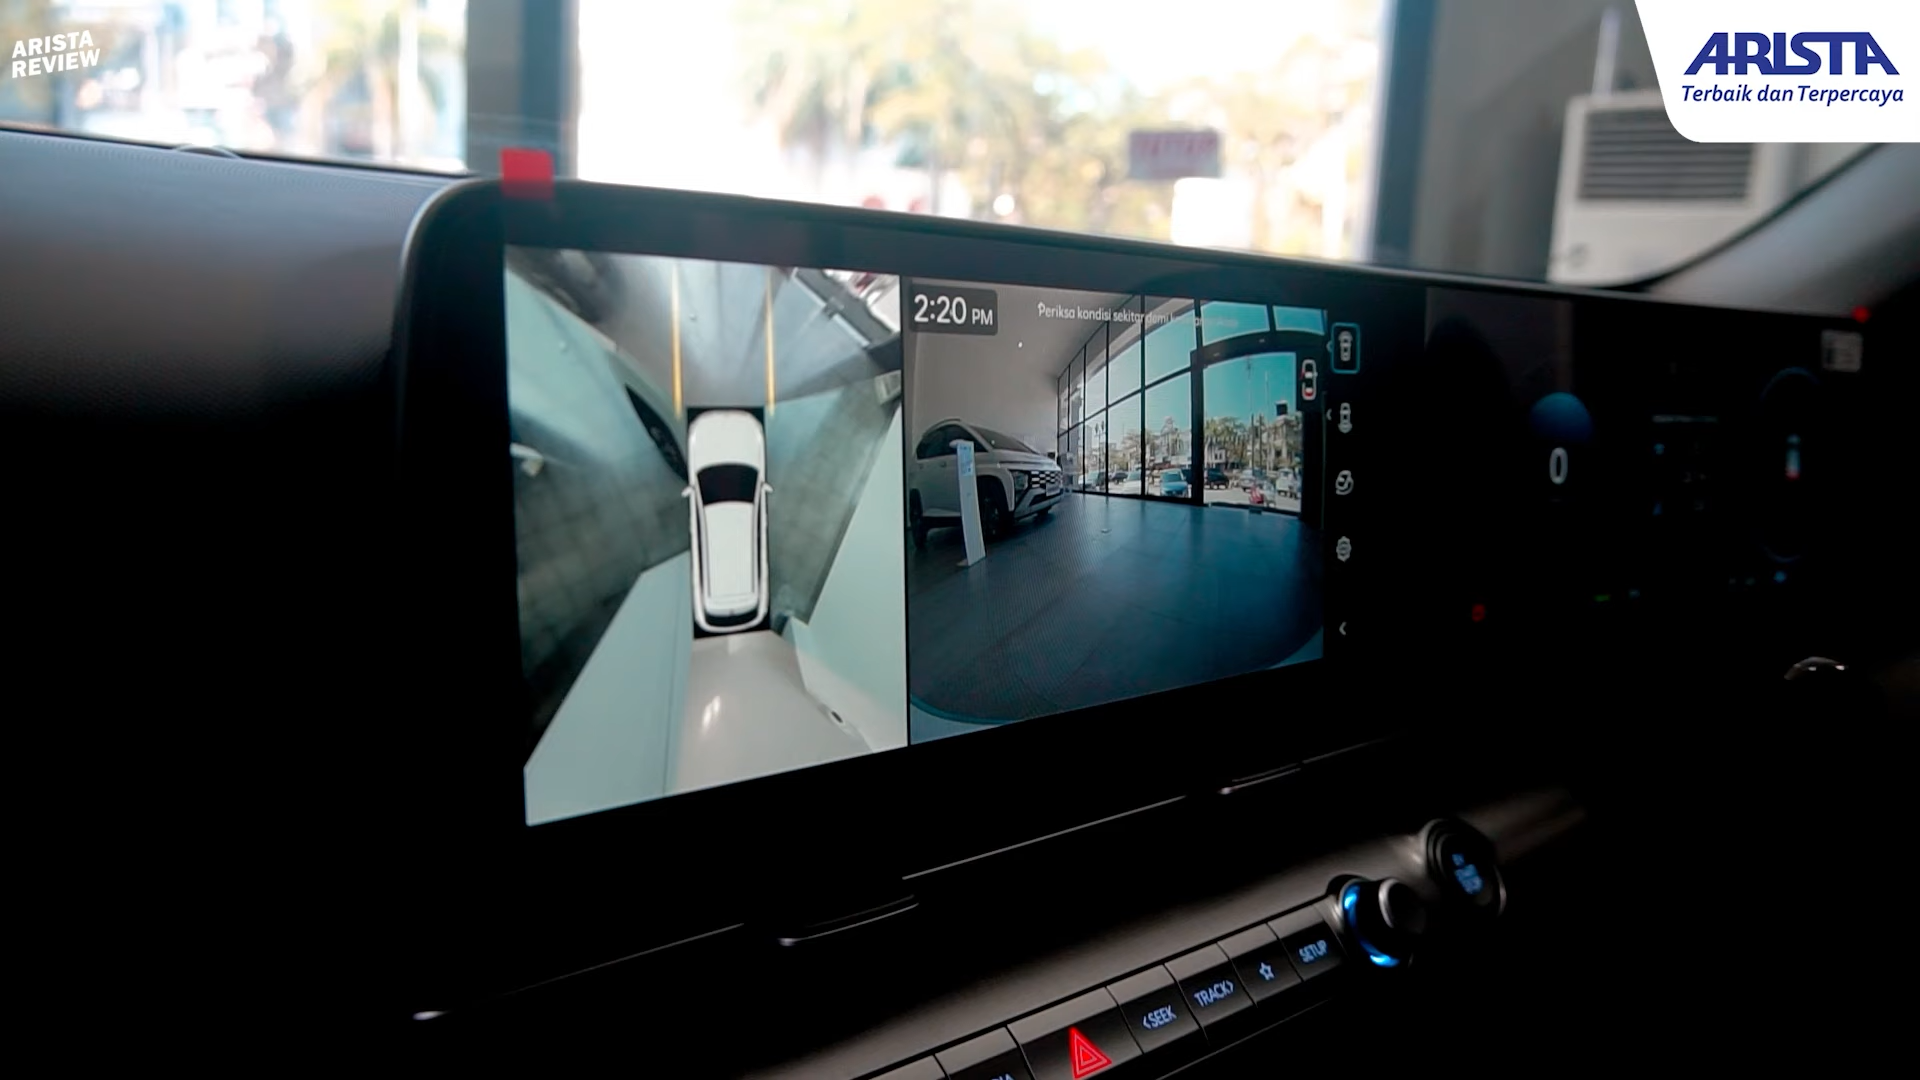 ARISTA
REVIEW
ARISTA
Terbaik dan Terpercaya
2:20 PM
Periksa kondisi sekitar demi
0
SETUP
TRACK>
<SEEK